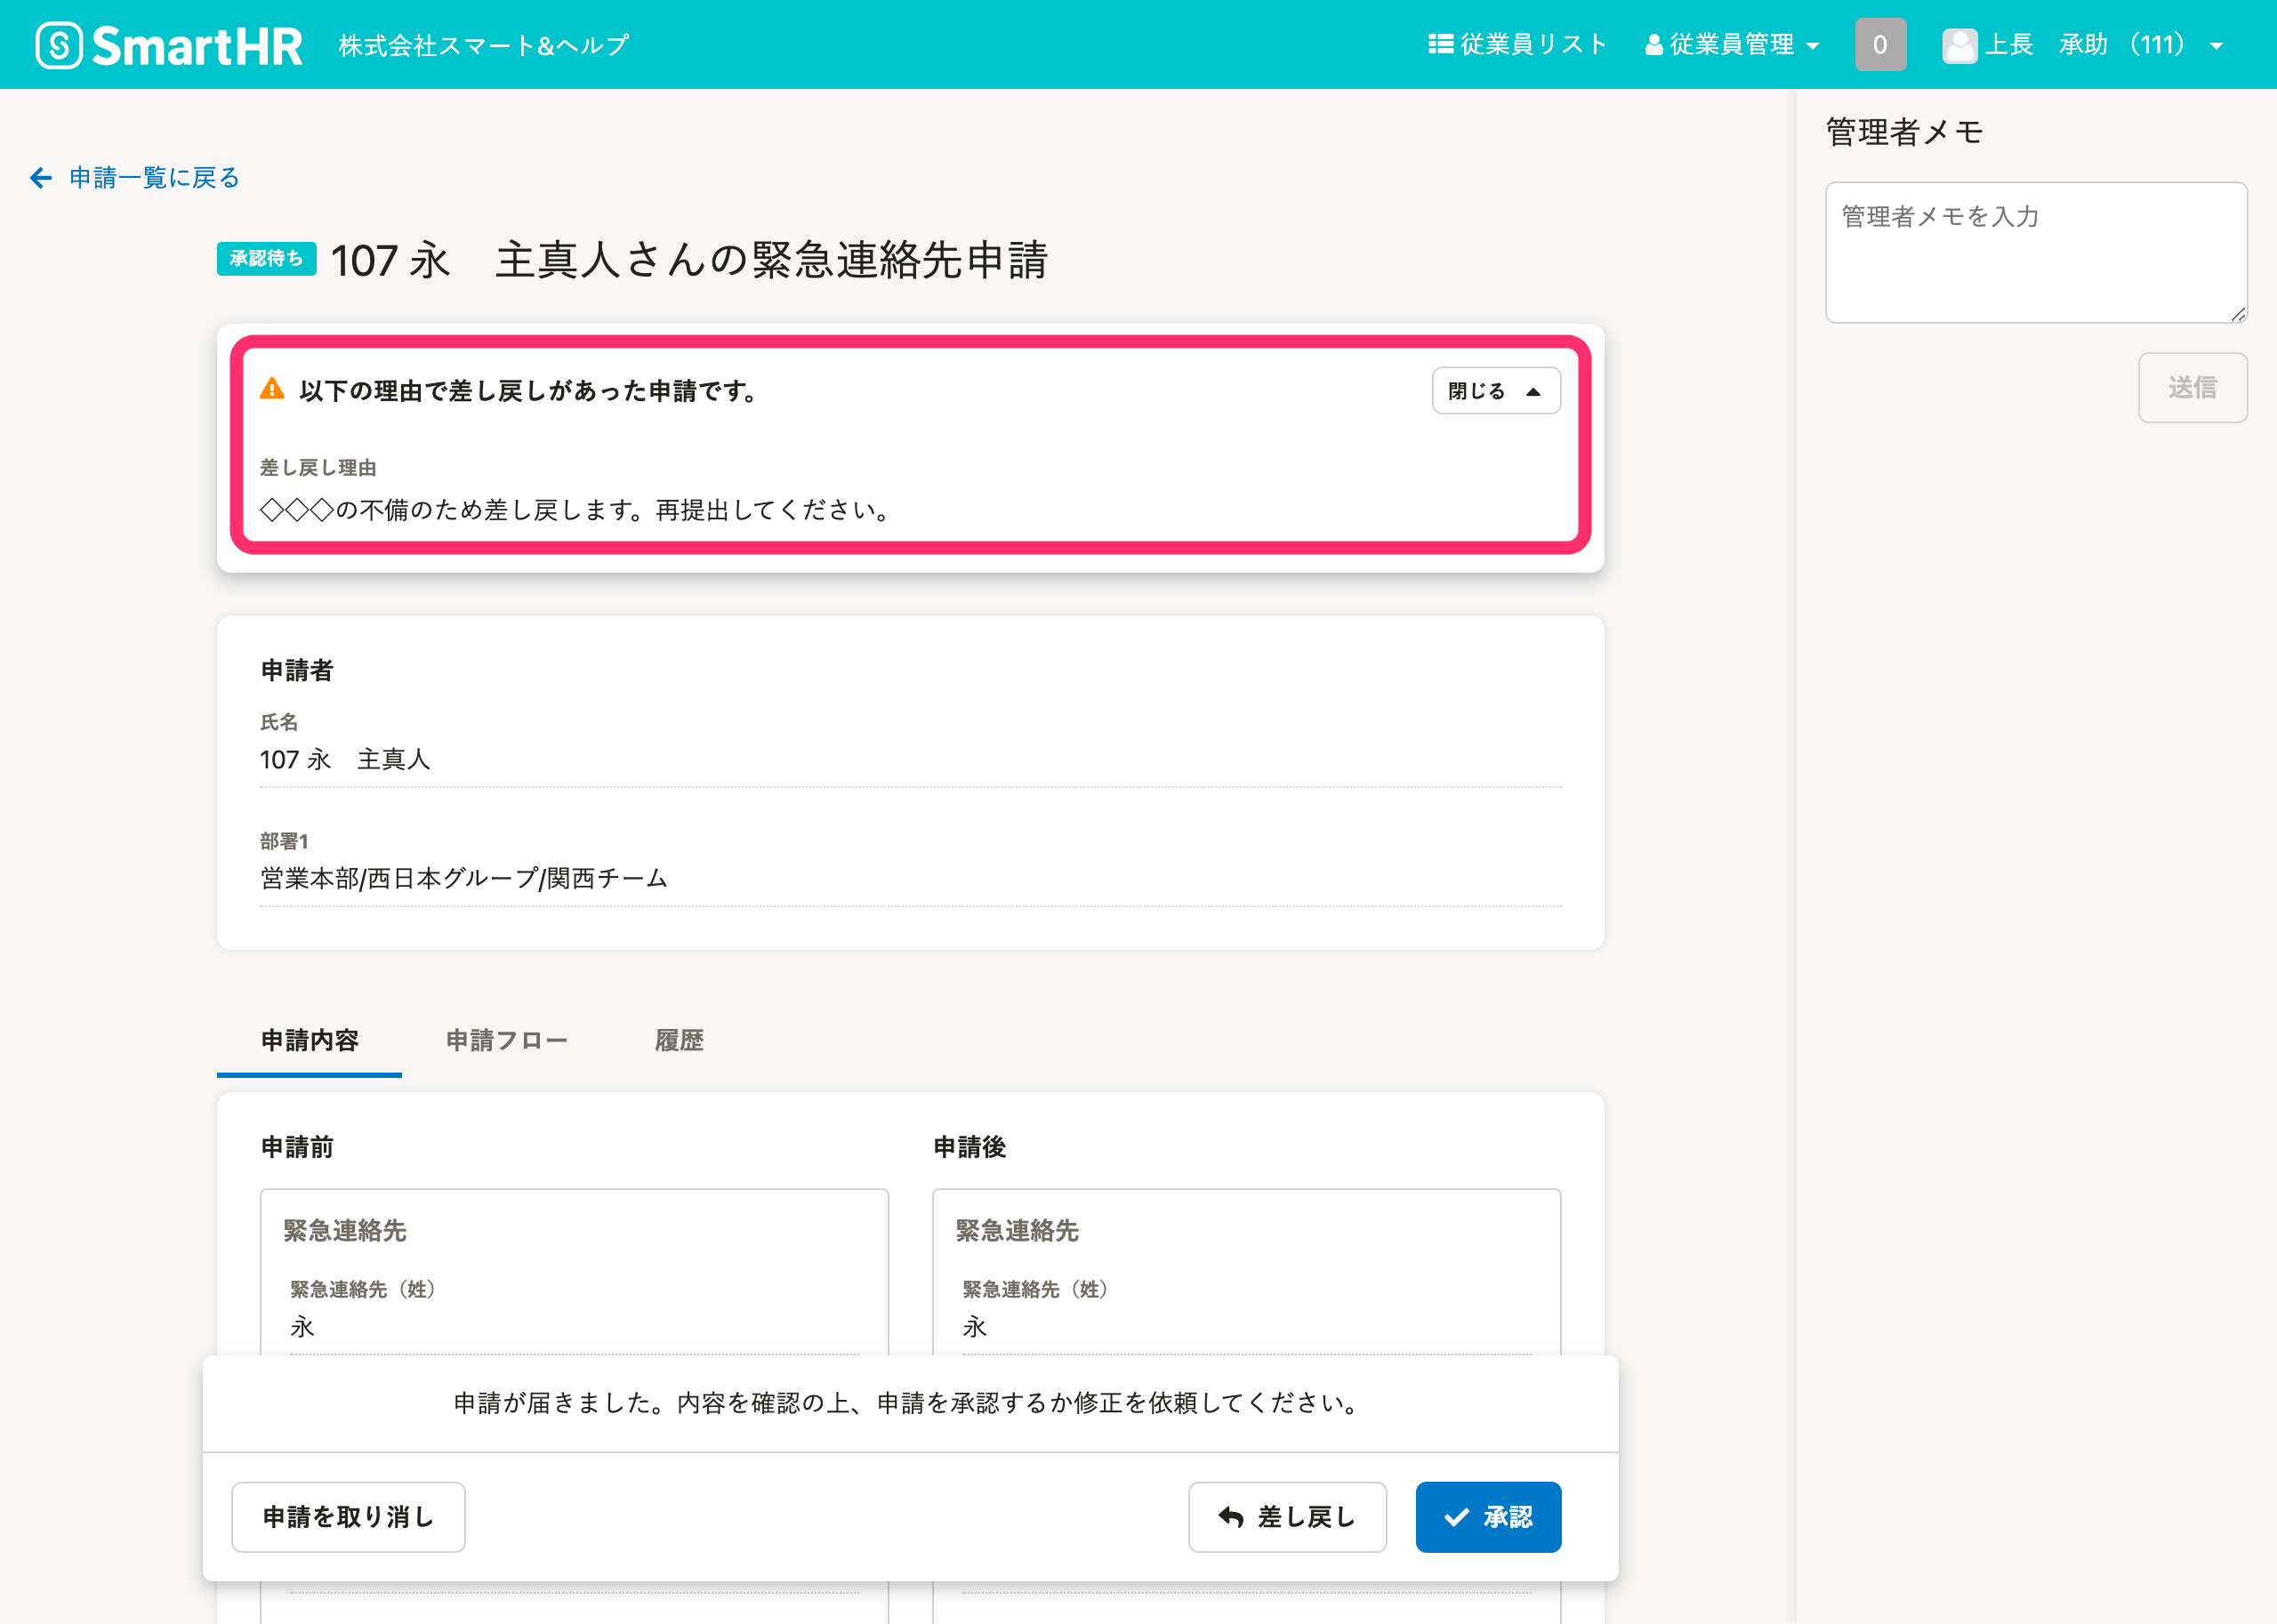 SmartHR 株式会社スマート&ヘルプ 従業員リスト 従業員管理 0 上長　承助 （111）
管理者メモ
管理者メモを入力
送信
申請一覧に戻る
承認待ち 107 永　主真人さんの緊急連絡先申請
以下の理由で差し戻しがあった申請です。 閉じる
差し戻し理由
◇◇◇の不備のため差し戻します。再提出してください。
申請者
氏名
107 永　主真人
部署1
営業本部/西日本グループ/関西チーム
申請内容 申請フロー 履歴
申請前 申請後
緊急連絡先 緊急連絡先
緊急連絡先（姓） 緊急連絡先（姓）
永 永
申請が届きました。内容を確認の上、申請を承認するか修正を依頼してください。
申請を取り消し 差し戻し 承認